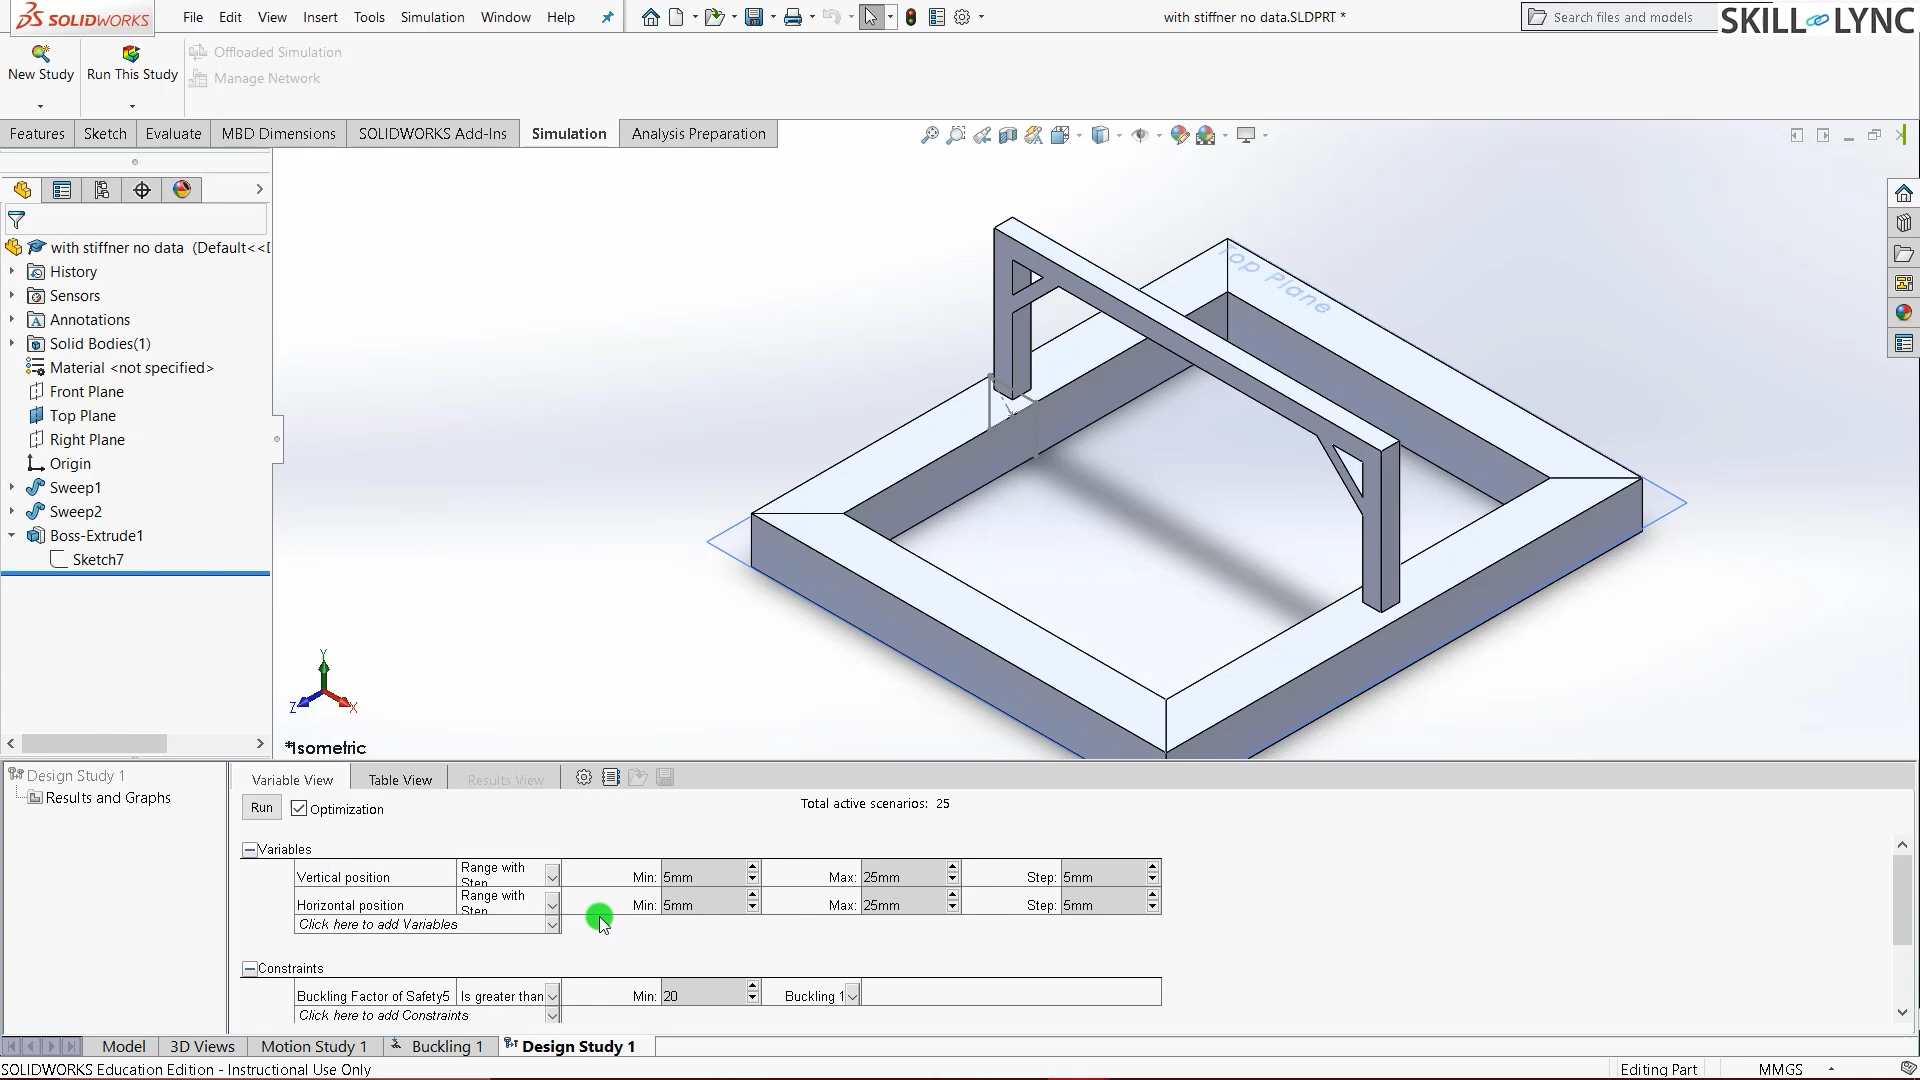 SOLIDWORKS File Edit View Insert Tools Simulation Window Help with stiffner no data.SLDPRT * Search files and models SKILL LYNC
New Study Run This Study Offloaded Simulation
Manage Network
Features Sketch Evaluate MBD Dimensions SOLIDWORKS Add-Ins Simulation Analysis Preparation
with stiffner no data (Default<<D
History
Sensors
Annotations
Solid Bodies(1)
Material <not specified>
Front Plane
Top Plane
Right Plane
Origin
Sweep1
Sweep2
Boss-Extrude1
Sketch7
Top Plane
Y
Z X
*Isometric
Design Study 1
Results and Graphs
Variable View Table View Results View
Run Optimization Total active scenarios: 25
Variables
Vertical position Range with Step Min: 5mm Max: 25mm Step: 5mm
Horizontal position Range with Step Min: 5mm Max: 25mm Step: 5mm
Click here to add Variables
Constraints
Buckling Factor of Safety5 Is greater than Min: 20 Buckling 1
Click here to add Constraints
Model 3D Views Motion Study 1 Buckling 1 Design Study 1
SOLIDWORKS Education Edition - Instructional Use Only Editing Part MMGS